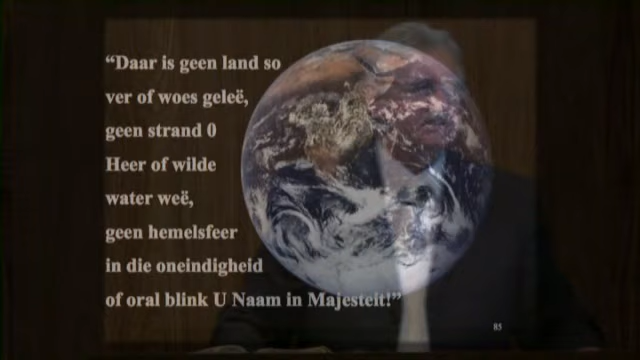 “Daar is geen land so
ver of woes geleë,
geen strand 0
Heer of wilde
water weë,
geen hemelsfeer
in die oneindigheid
of oral blink U Naam in Majesteit!”
85